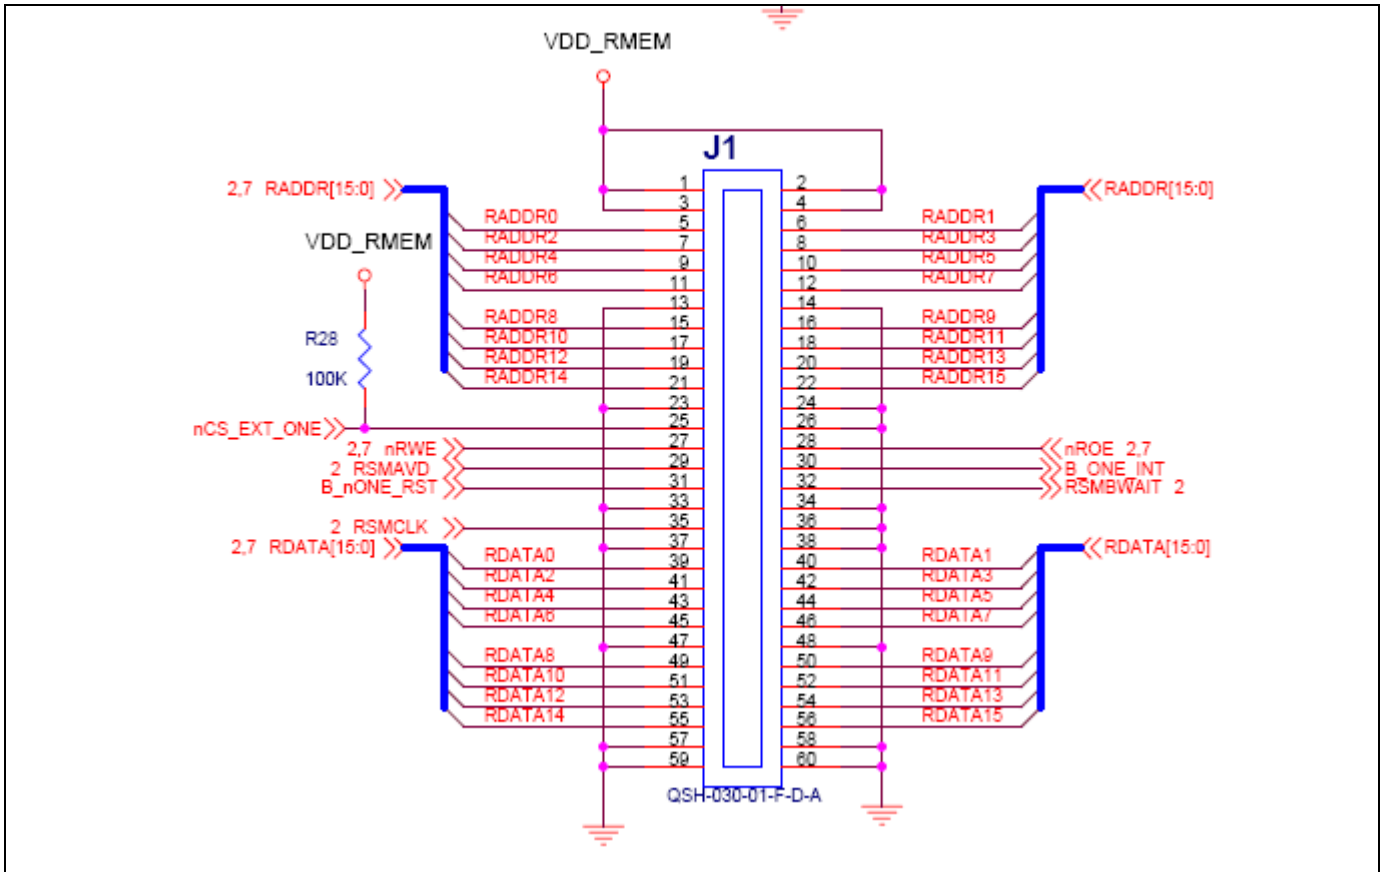 VDD_RMEM
J1
2,7 RADDR[15:0]
RADDR[15:0]
1 2
3 4
RADDR0 5 6 RADDR1
RADDR2 7 8 RADDR3
VDD_RMEM
RADDR4 9 10 RADDR5
RADDR6 11 12 RADDR7
13 14
RADDR8 15 16 RADDR9
R28
RADDR10 17 18 RADDR11
RADDR12 19 20 RADDR13
100K
RADDR14 21 22 RADDR15
23 24
nCS_EXT_ONE 25 26
2,7 nRWE 27 28 nROE 2,7
2 RSMAVD 29 30 B_ONE_INT
B_nONE_RST 31 32 RSMBWAIT 2
33 34
2 RSMCLK 35 36
2,7 RDATA[15:0] 37 38 RDATA[15:0]
RDATA0 39 40 RDATA1
RDATA2 41 42 RDATA3
RDATA4 43 44 RDATA5
RDATA6 45 46 RDATA7
47 48
RDATA8 49 50 RDATA9
RDATA10 51 52 RDATA11
RDATA12 53 54 RDATA13
RDATA14 55 56 RDATA15
57 58
59 60
QSH-030-01-F-D-A